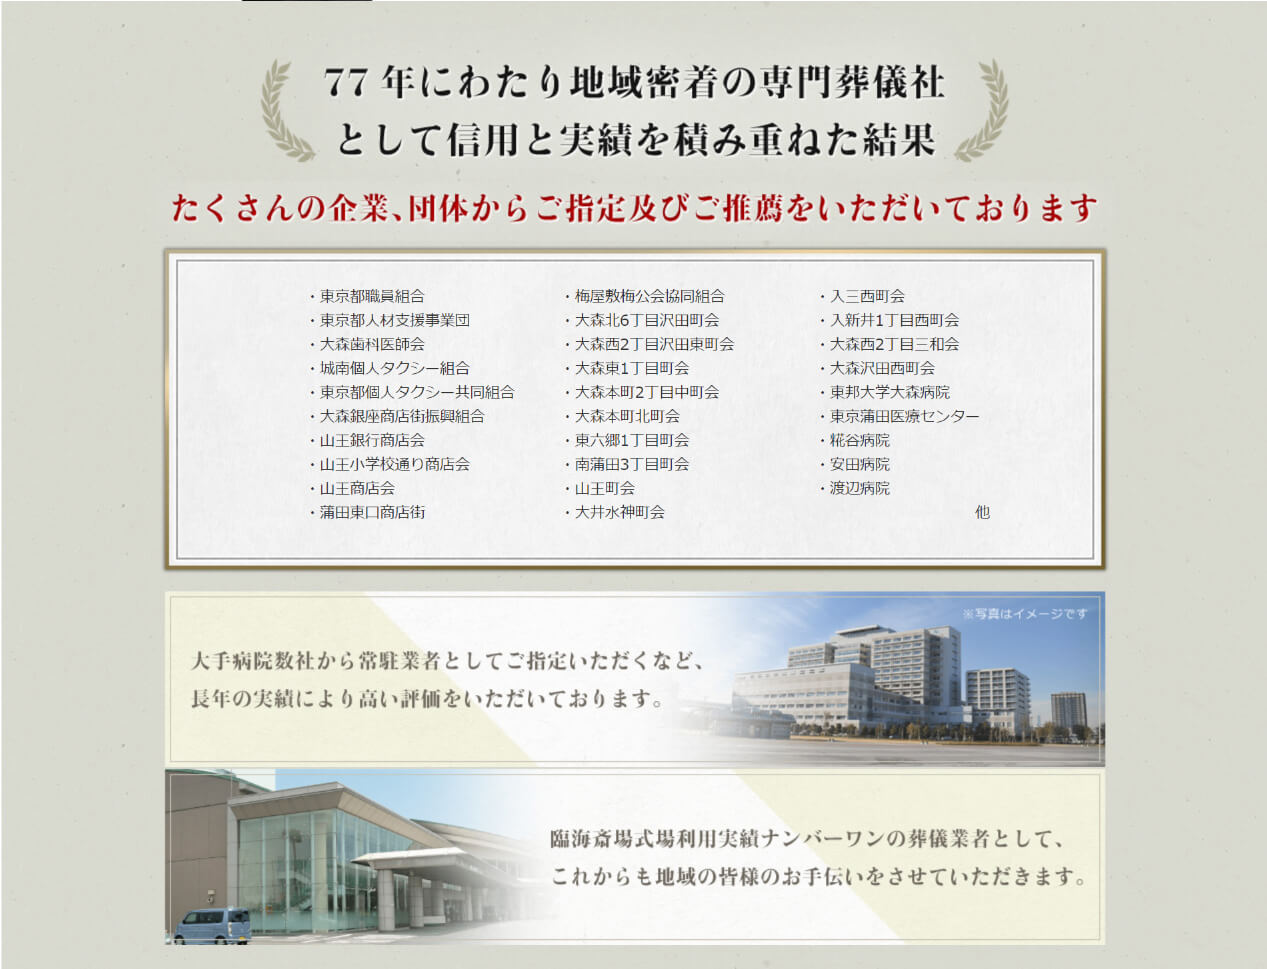 77年にわたり地域密着の専門葬儀社
として信用と実績を積み重ねた結果
たくさんの企業、団体からご指定及びご推薦をいただいております
・東京都職員組合
・東京都人材支援事業団
・大森歯科医師会
・城南個人タクシー組合
・東京都個人タクシー共同組合
・大森銀座商店街振興組合
・山王銀行商店会
・山王小学校通り商店会
・山王商店会
・蒲田東口商店街
・梅屋敷梅公会協同組合
・大森北6丁目沢田町会
・大森西2丁目沢田東町会
・大森東1丁目町会
・大森本町2丁目中町会
・大森本町北町会
・東六郷1丁目町会
・南蒲田3丁目町会
・山王町会
・大井水神町会
・入三西町会
・入新井1丁目西町会
・大森西2丁目三和会
・大森沢田西町会
・東邦大学大森病院
・東京蒲田医療センター
・糀谷病院
・安田病院
・渡辺病院
他
※写真はイメージです
大手病院数社から常駐業者としてご指定いただくなど、
長年の実績により高い評価をいただいております。
臨海斎場式場利用実績ナンバーワンの葬儀業者として、
これからも地域の皆様のお手伝いをさせていただきます。